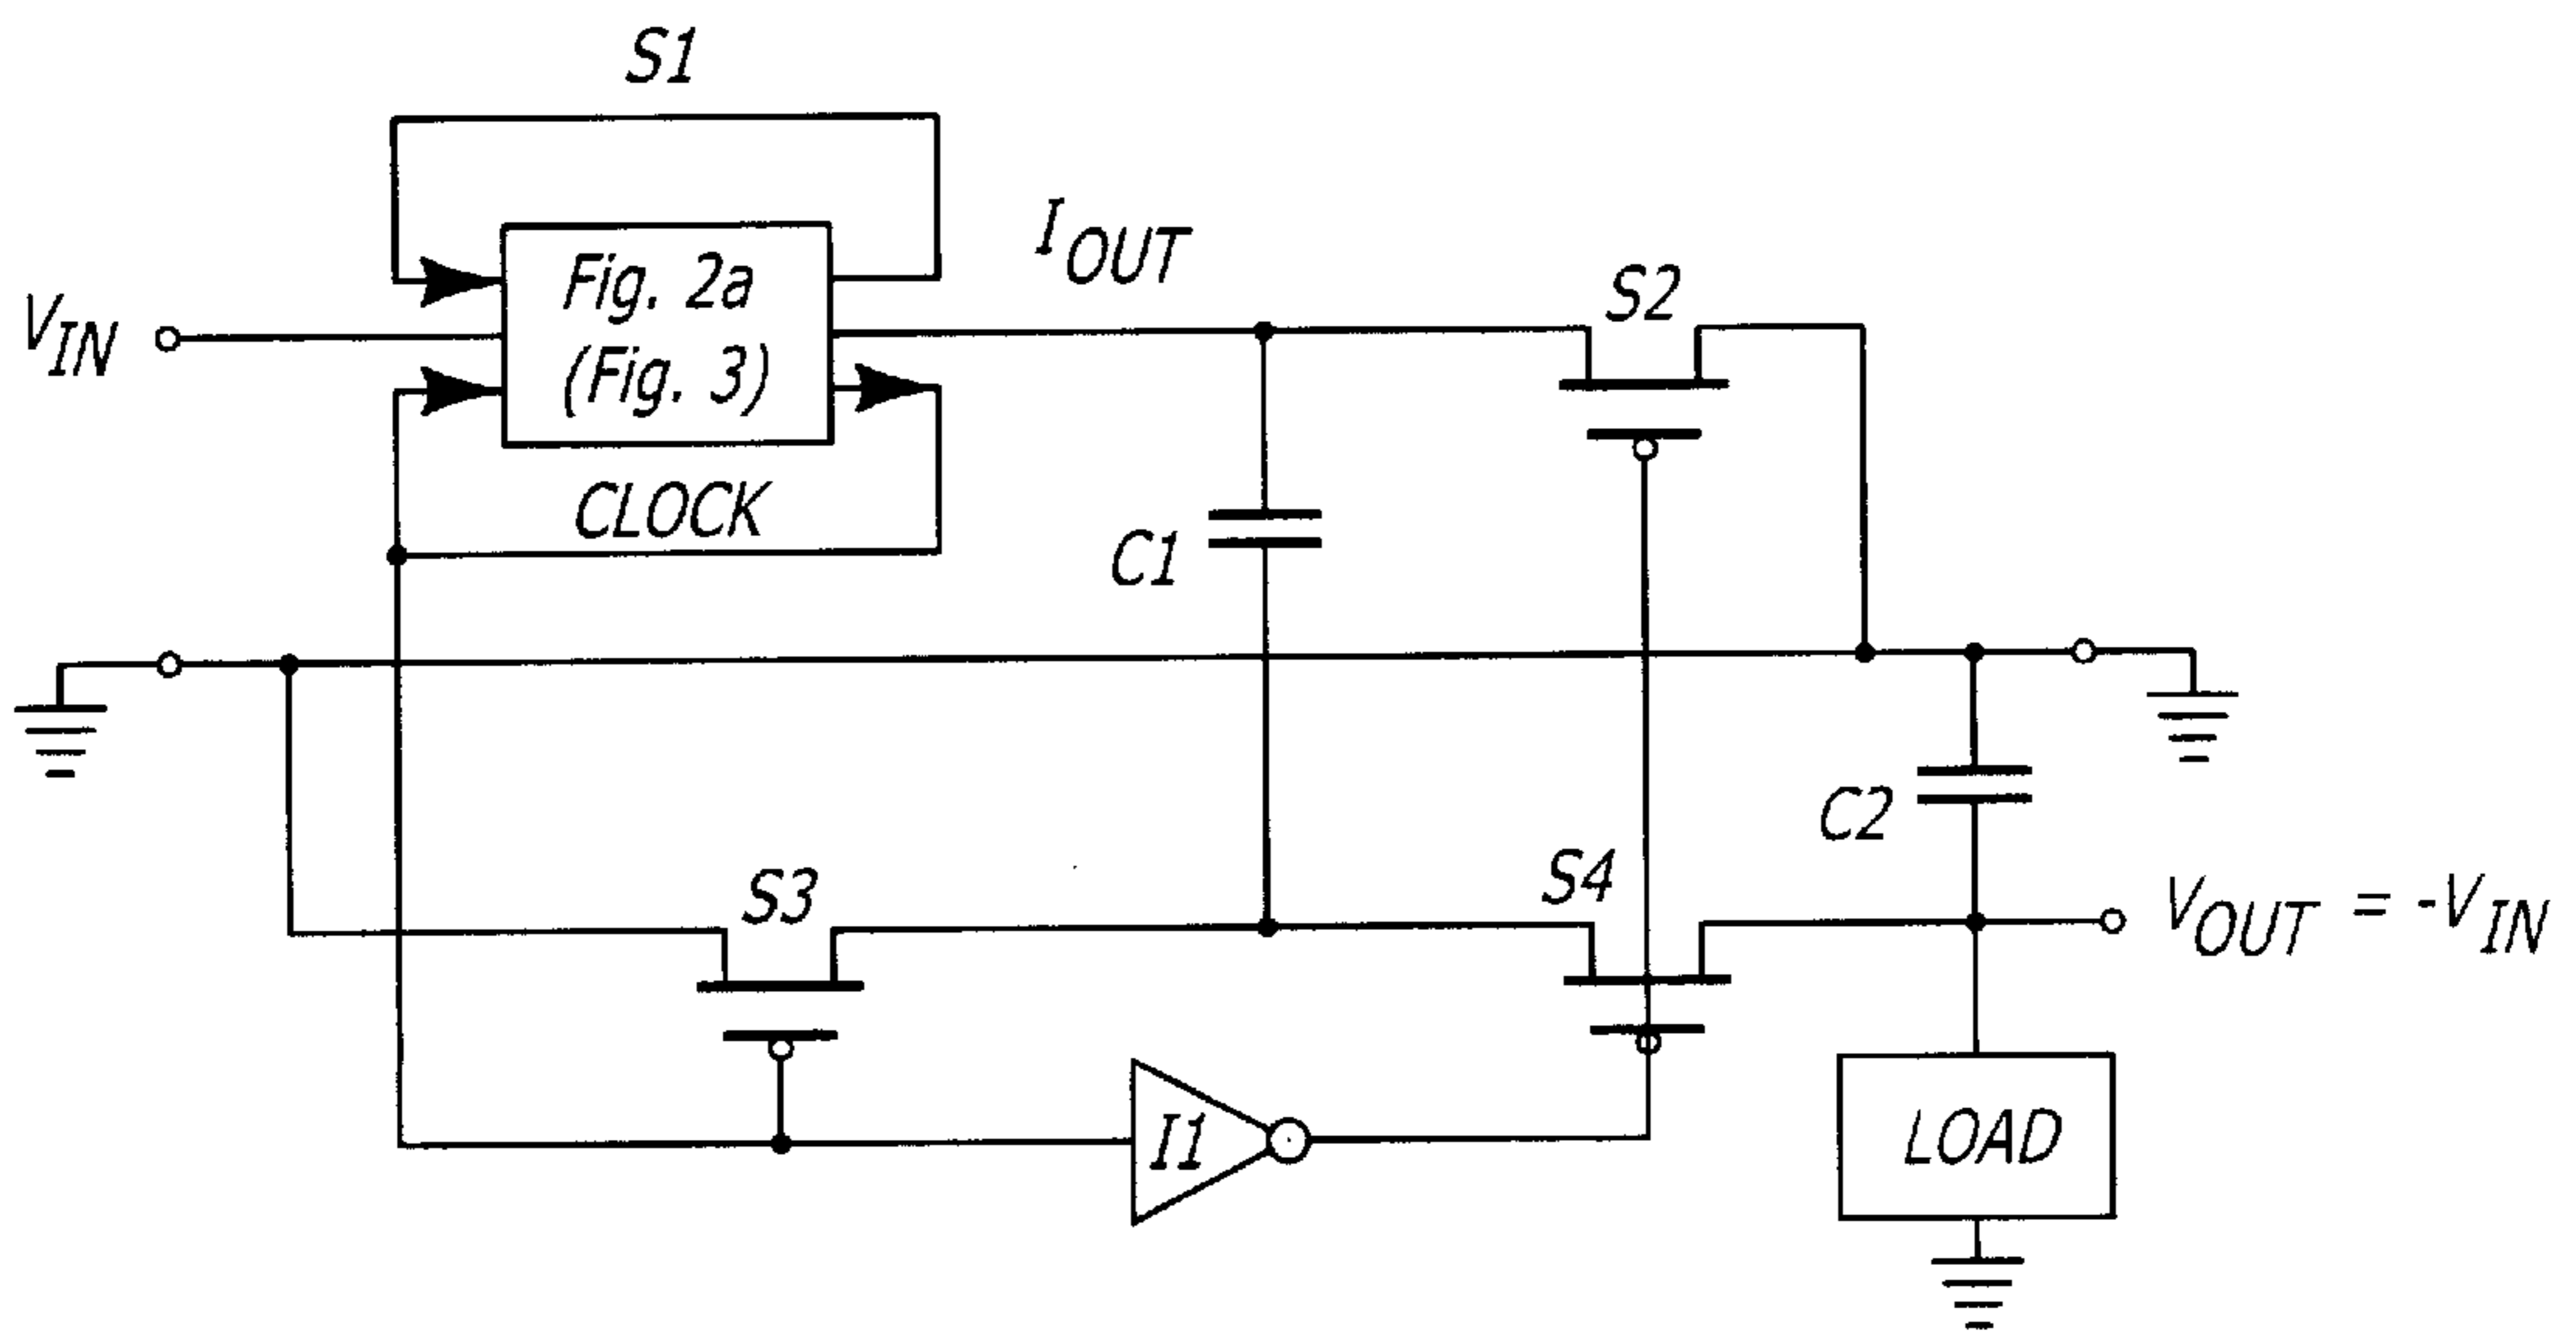 S1
I OUT
Fig. 2a
(Fig. 3)
V IN
S2
CLOCK
C1
C2
S3
S4
V OUT = -V IN
I1
LOAD